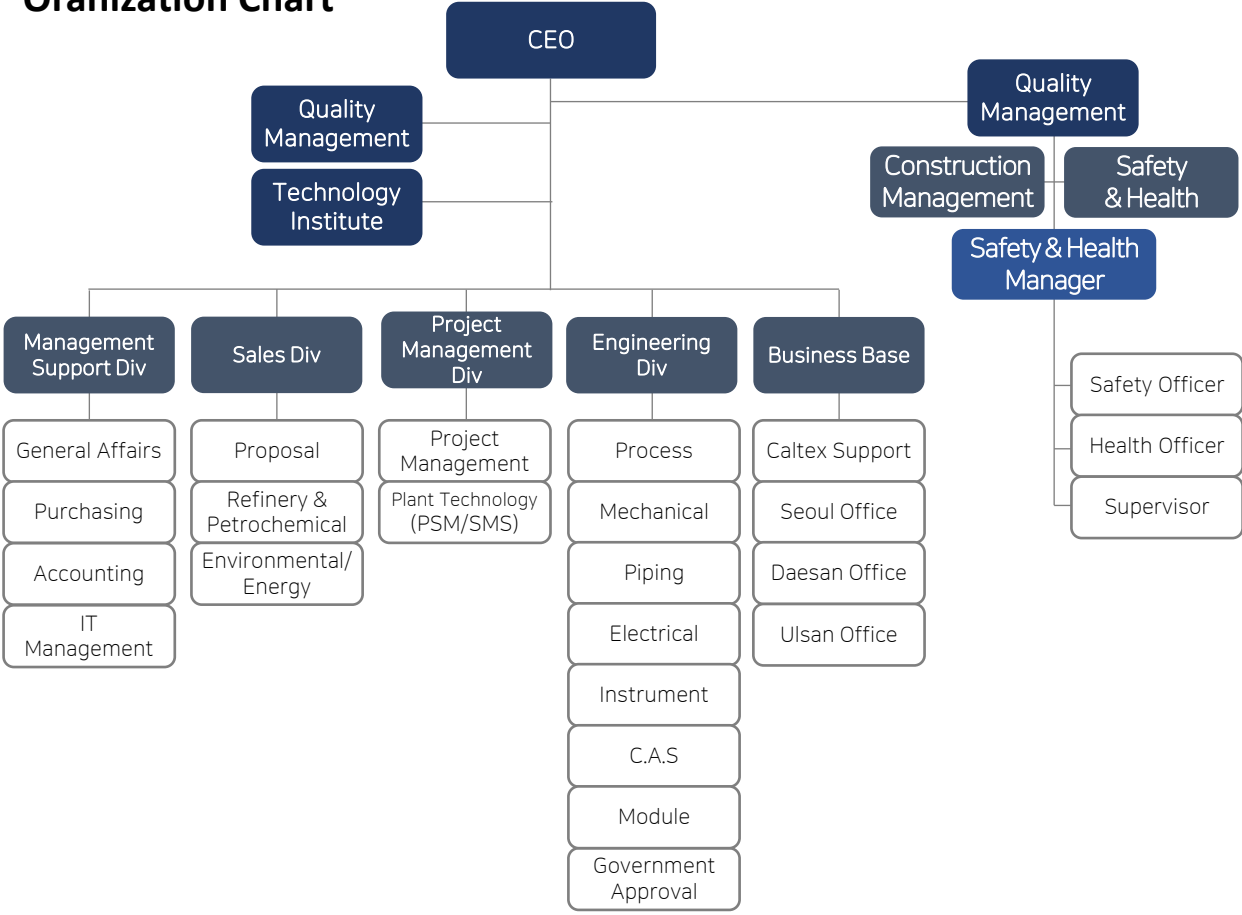 Oranization Chart
CEO
Quality
Management
Quality
Management
Technology
Institute
Construction
Management
Safety
& Health
Safety & Health
Manager
Management
Support Div
Sales Div
Project
Management
Div
Engineering
Div
Business Base
General Affairs
Purchasing
Accounting
IT
Management
Proposal
Refinery &
Petrochemical
Environmental/
Energy
Project
Management
Plant Technology
(PSM/SMS)
Process
Mechanical
Piping
Electrical
Instrument
C.A.S
Module
Government
Approval
Caltex Support
Seoul Office
Daesan Office
Ulsan Office
Safety Officer
Health Officer
Supervisor